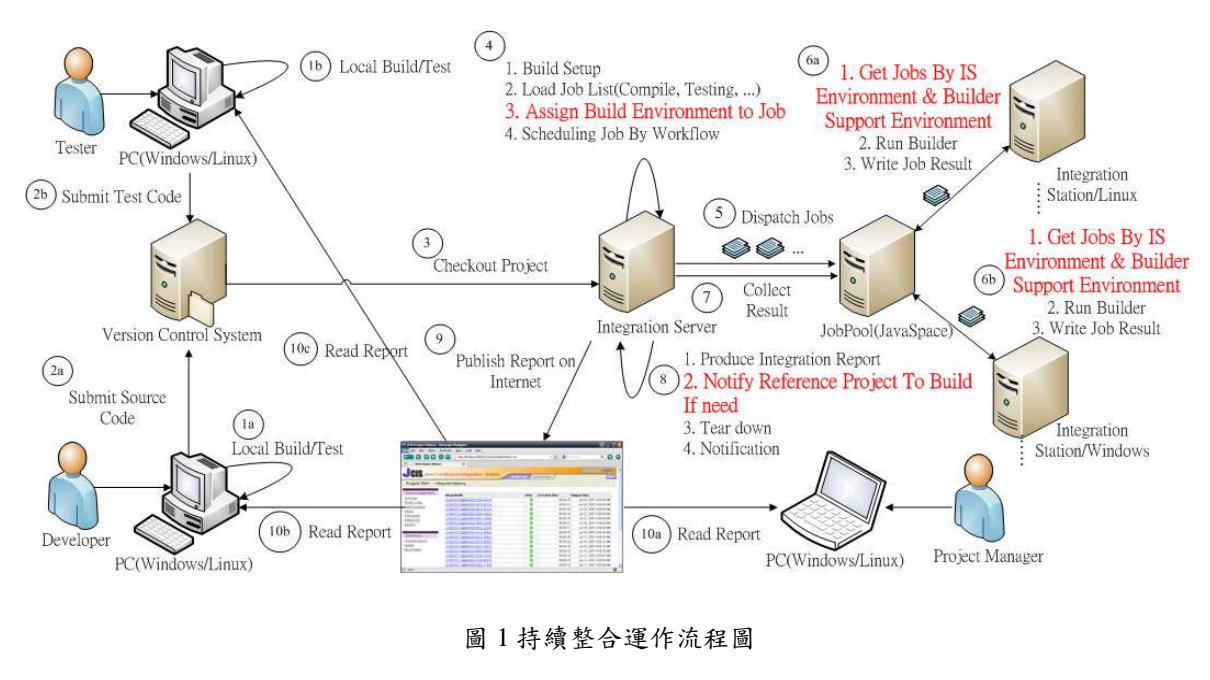 1b
Local Build/Test
Tester
PC(Windows/Linux)
2b
Submit Test Code
Version Control System
2a
Submit Source
Code
1a
Local Build/Test
Developer
PC(Windows/Linux)
3
Checkout Project
4
1. Build Setup
2. Load Job List(Compile, Testing, ...)
3. Assign Build Environment to Job
4. Scheduling Job By Workflow
Integration Server
5
Dispatch Jobs
...
7
Collect
Result
JobPool(JavaSpace)
6a
1. Get Jobs By IS
Environment & Builder
Support Environment
2. Run Builder
3. Write Job Result
Integration
Station/Linux
6b
1. Get Jobs By IS
Environment & Builder
Support Environment
2. Run Builder
3. Write Job Result
Integration
Station/Windows
8
1. Produce Integration Report
2. Notify Reference Project To Build
If need
3. Tear down
4. Notification
9
Publish Report on
Internet
10c
Read Report
10b
Read Report
10a
Read Report
JCIS
PC(Windows/Linux)
Project Manager
圖 1 持續整合運作流程圖